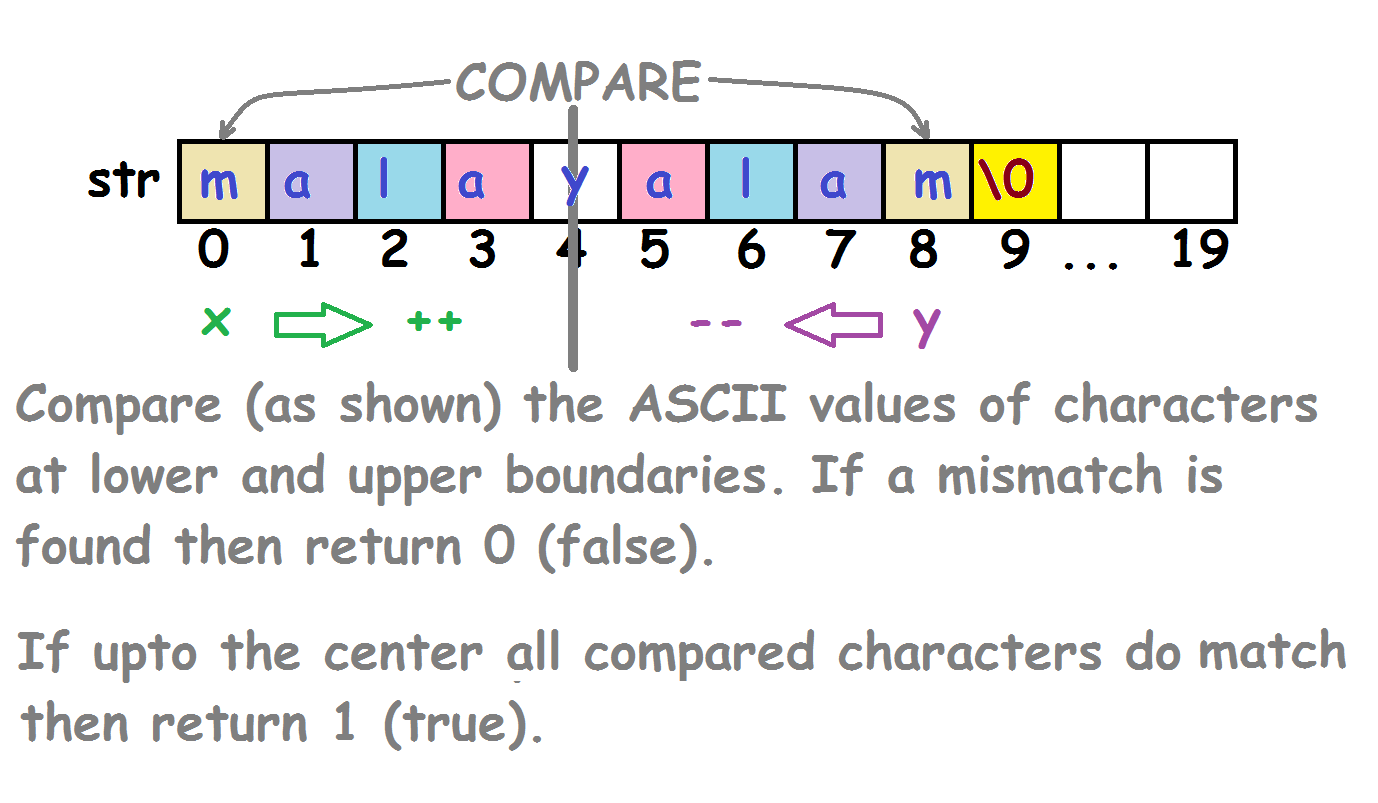 COMPARE
str m a l a y a l a m \0
0 1 2 3 4 5 6 7 8 9 ... 19
x ++ -- y
Compare (as shown) the ASCII values of characters
at lower and upper boundaries. If a mismatch is
found then return 0 (false).
If upto the center all compared characters do match
then return 1 (true).